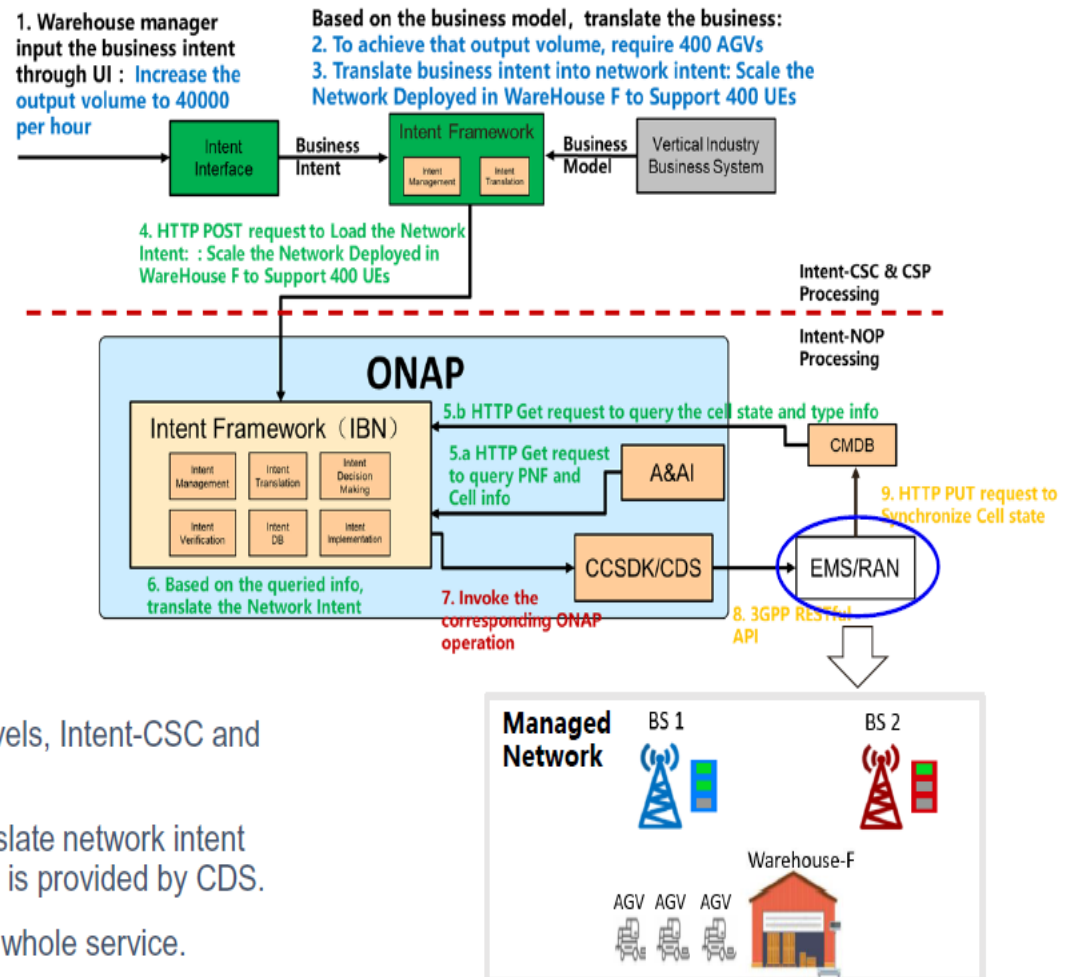 1. Warehouse manager
input the business intent
through UI : Increase the
output volume to 40000
per hour
Based on the business model, translate the business:
2. To achieve that output volume, require 400 AGVs
3. Translate business intent into network intent: Scale the
Network Deployed in WareHouse F to Support 400 UEs
Intent
Interface
Business
Intent
Intent Framework
Intent
Management
Intent
Translation
Business
Model
Vertical Industry
Business System
4. HTTP POST request to Load the Network
Intent: : Scale the Network Deployed in
WareHouse F to Support 400 UEs
Intent-CSC & CSP
Processing
Intent-NOP
Processing
ONAP
Intent Framework（IBN）
Intent
Management
Intent
Translation
Intent
Decision
Making
Intent
Verification
Intent
DB
Intent
Implementation
5.b HTTP Get request to query the cell state and type info
5.a HTTP Get request
to query PNF and
Cell info
A&AI
CMDB
9. HTTP PUT request to
Synchronize Cell state
CCSDK/CDS
EMS/RAN
6. Based on the queried info,
translate the Network Intent
7. Invoke the
corresponding ONAP
operation
8. 3GPP RESTful
API
vels, Intent-CSC and
slate network intent
is provided by CDS.
whole service.
Managed
Network
BS 1
BS 2
Warehouse-F
AGV AGV AGV